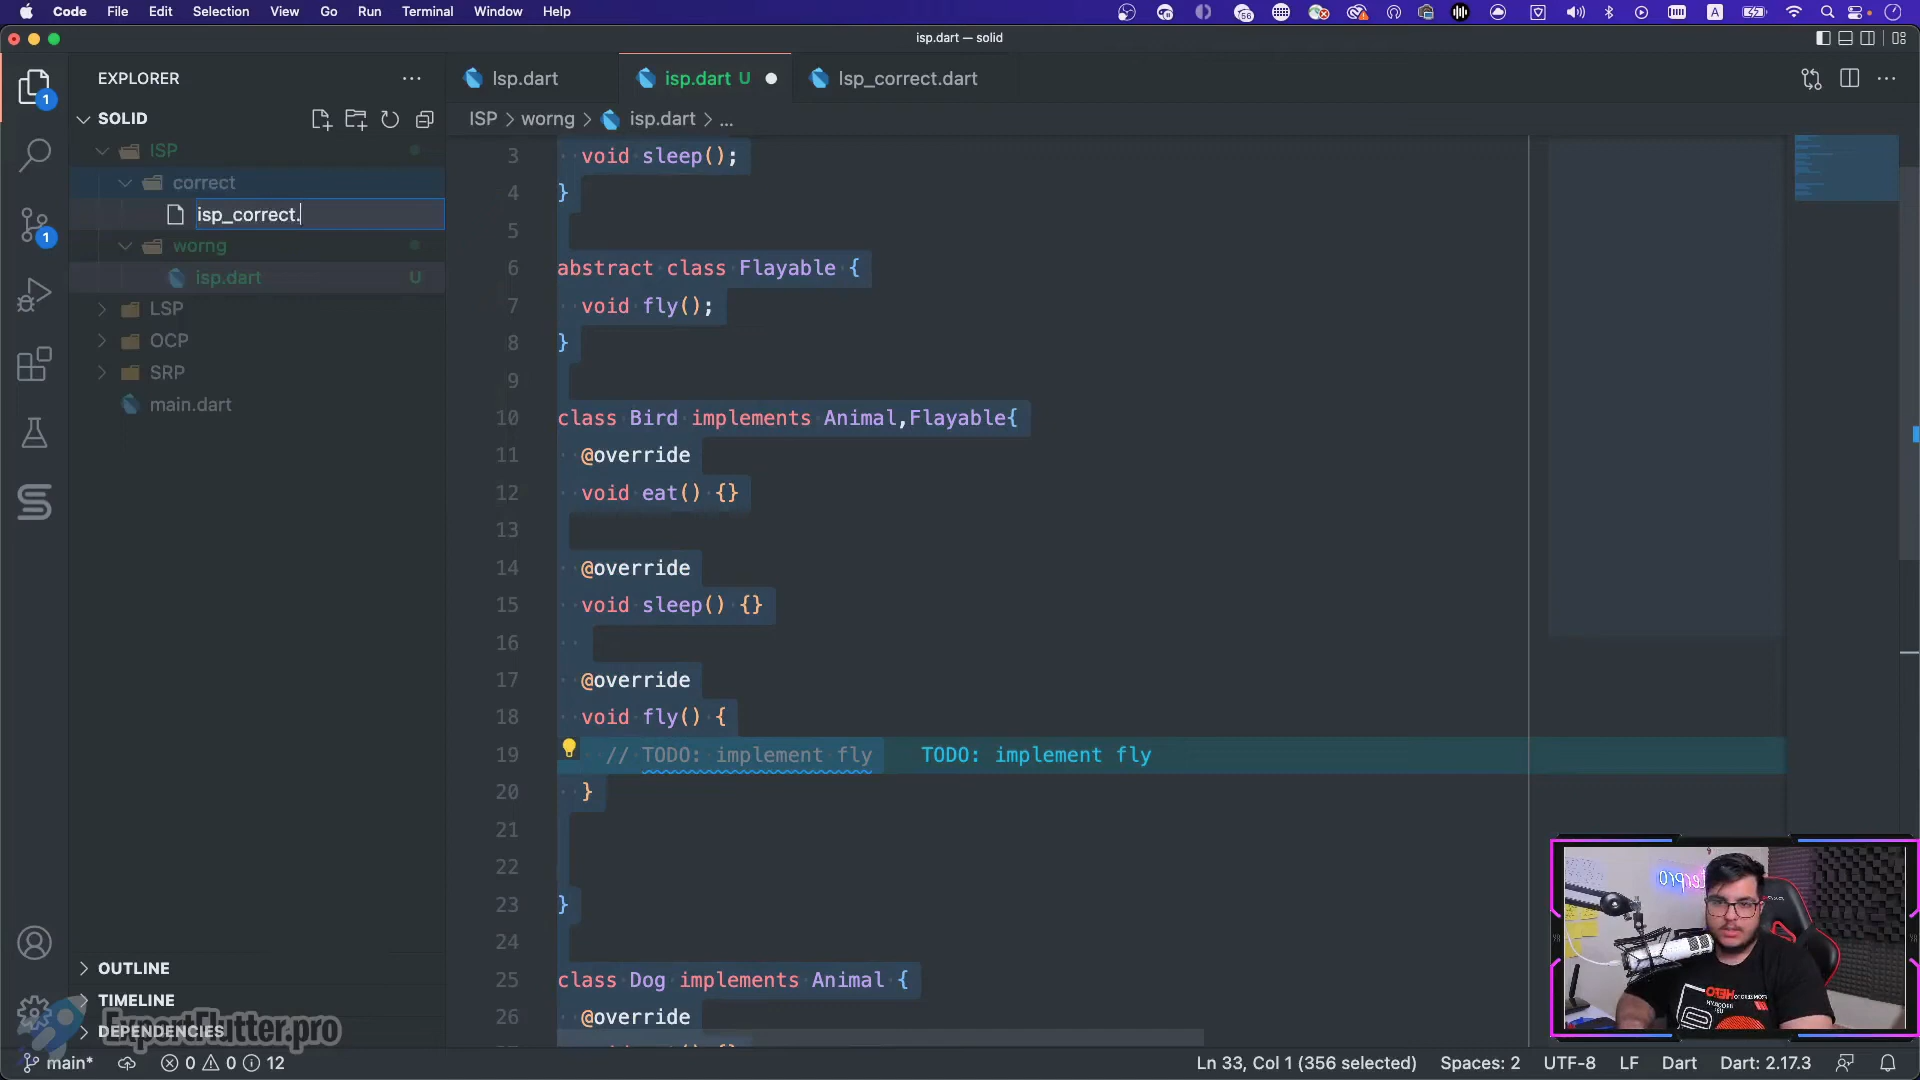 Code File Edit Selection View Go Run Terminal Window Help
56
A
isp.dart — solid
EXPLORER
1
SOLID
ISP
correct
isp_correct.
worng
isp.dart U
LSP
OCP
SRP
main.dart
1
OUTLINE
TIMELINE
DEPENDENCIES
ExpertFlutter.pro
lsp.dart
isp.dart U
lsp_correct.dart
ISP > worng > isp.dart > ...
3 void sleep();
4 }
5
6 abstract class Flayable {
7 void fly();
8 }
9
10 class Bird implements Animal,Flayable{
11 @override
12 void eat() {}
13
14 @override
15 void sleep() {}
16
17 @override
18 void fly() {
19 // TODO: implement fly TODO: implement fly
20 }
21
22
23 }
24
25 class Dog implements Animal {
26 @override
main* 0 0 12
Ln 33, Col 1 (356 selected) Spaces: 2 UTF-8 LF Dart Dart: 2.17.3